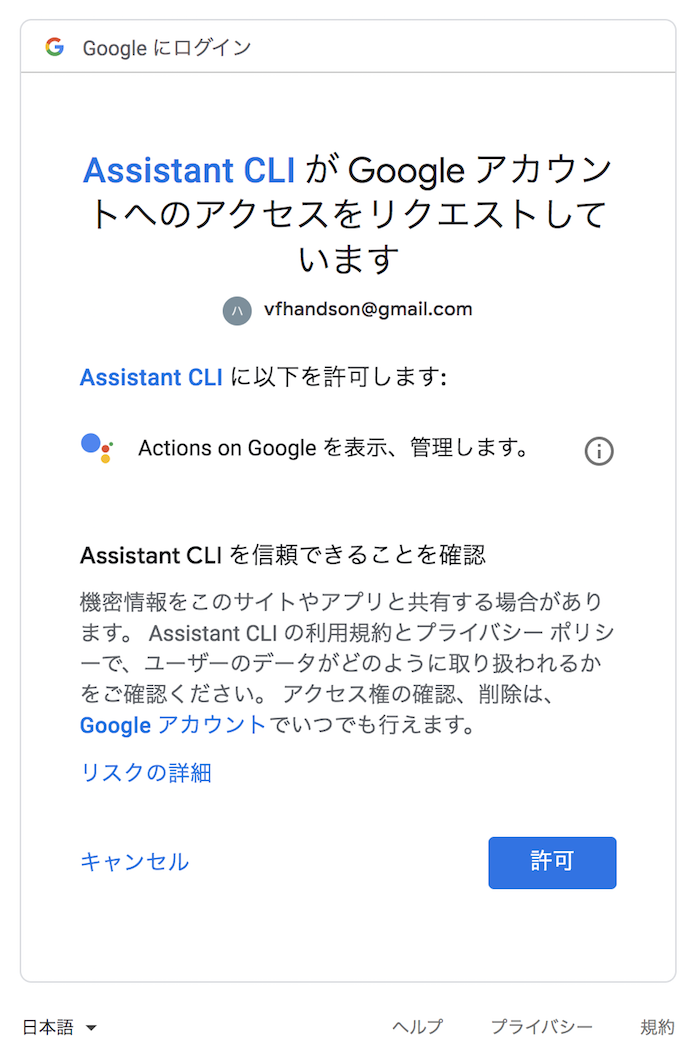 Google にログイン
Assistant CLI が Google アカウン
トへのアクセスをリクエストして
います
ハ vfhandson@gmail.com
Assistant CLI に以下を許可します:
Actions on Google を表示、管理します。
Assistant CLI を信頼できることを確認
機密情報をこのサイトやアプリと共有する場合があり
ます。 Assistant CLI の利用規約とプライバシー ポリシ
ーで、ユーザーのデータがどのように取り扱われるか
をご確認ください。 アクセス権の確認、削除は、
Google アカウントでいつでも行えます。
リスクの詳細
キャンセル 許可
日本語 ヘルプ プライバシー 規約